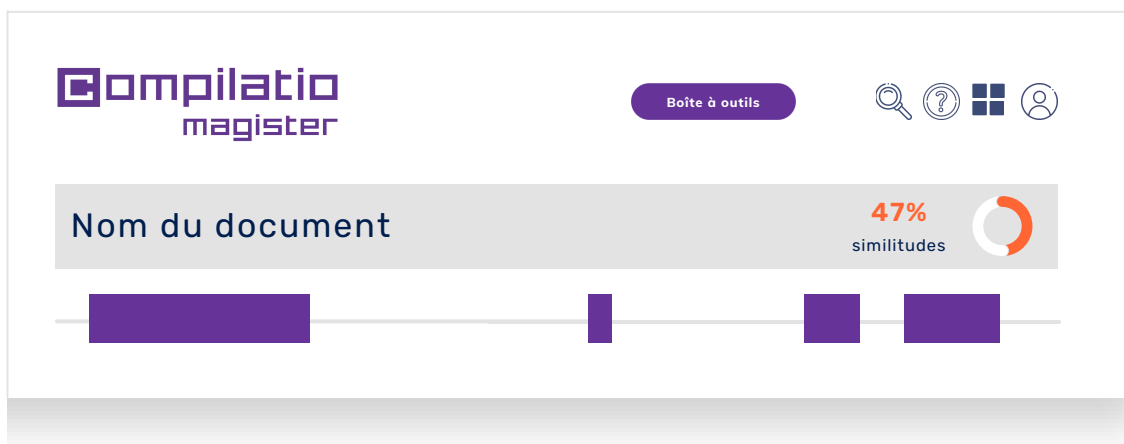 Compilatio
magister
Boîte à outils
?
Nom du document
47%
similitudes